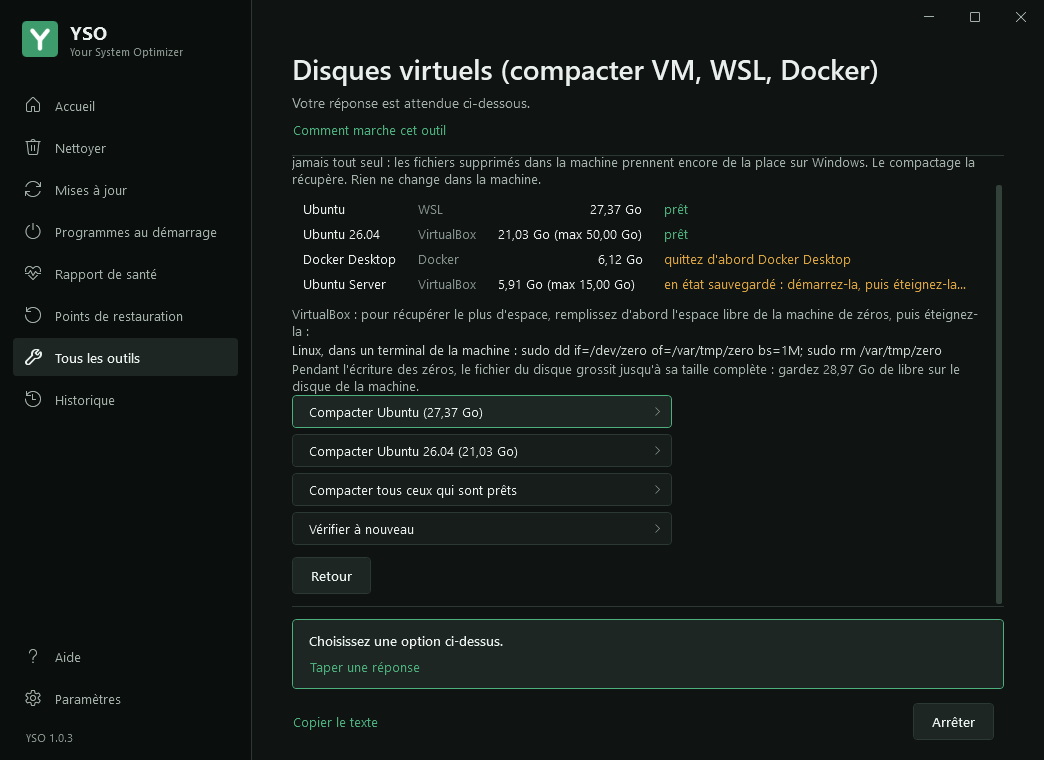 YSO
Your System Optimizer
Accueil
Nettoyer
Mises à jour
Programmes au démarrage
Rapport de santé
Points de restauration
Tous les outils
Historique
Aide
Paramètres
YSO 1.0.3
Disques virtuels (compacter VM, WSL, Docker)
Votre réponse est attendue ci-dessous.
Comment marche cet outil
jamais tout seul : les fichiers supprimés dans la machine prennent encore de la place sur Windows. Le compactage la
récupère. Rien ne change dans la machine.
Ubuntu WSL 27,37 Go prêt
Ubuntu 26.04 VirtualBox 21,03 Go (max 50,00 Go) prêt
Docker Desktop Docker 6,12 Go quittez d'abord Docker Desktop
Ubuntu Server VirtualBox 5,91 Go (max 15,00 Go) en état sauvegardé : démarrez-la, puis éteignez-la...
VirtualBox : pour récupérer le plus d'espace, remplissez d'abord l'espace libre de la machine de zéros, puis éteignez-
la :
Linux, dans un terminal de la machine : sudo dd if=/dev/zero of=/var/tmp/zero bs=1M; sudo rm /var/tmp/zero
Pendant l'écriture des zéros, le fichier du disque grossit jusqu'à sa taille complète : gardez 28,97 Go de libre sur le
disque de la machine.
Compacter Ubuntu (27,37 Go)
Compacter Ubuntu 26.04 (21,03 Go)
Compacter tous ceux qui sont prêts
Vérifier à nouveau
Retour
Choisissez une option ci-dessus.
Taper une réponse
Copier le texte
Arrêter